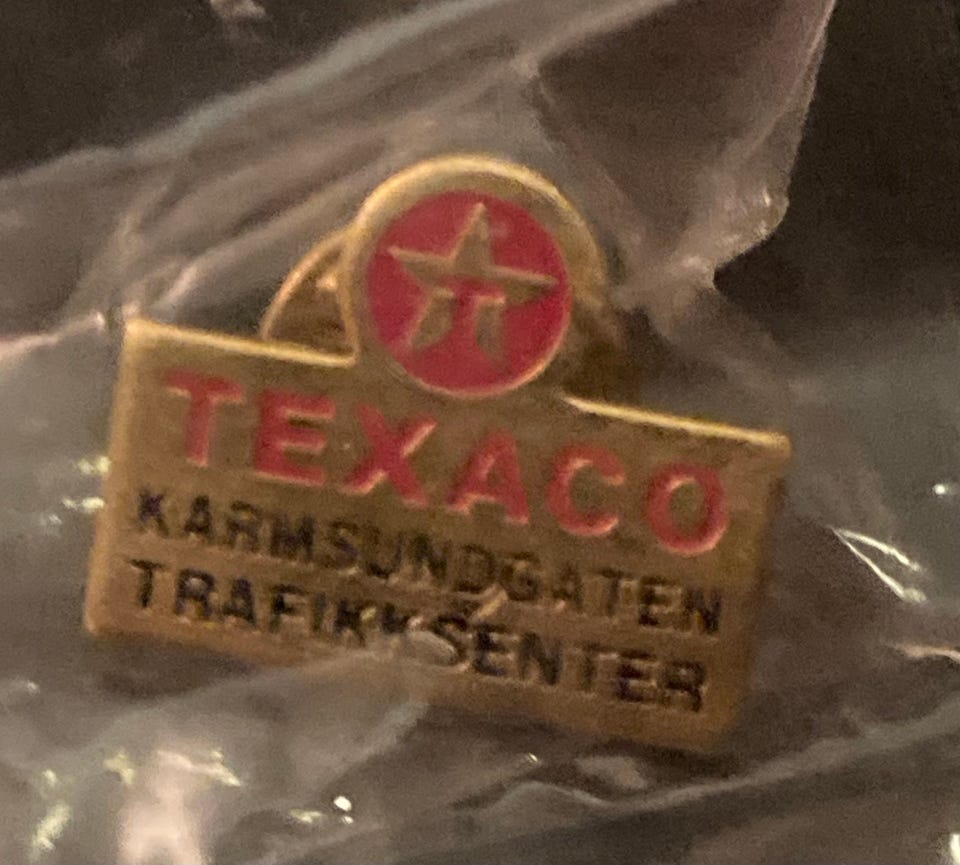 TEXACO
KARMSUNDGATEN
TRAFIKKSENTER